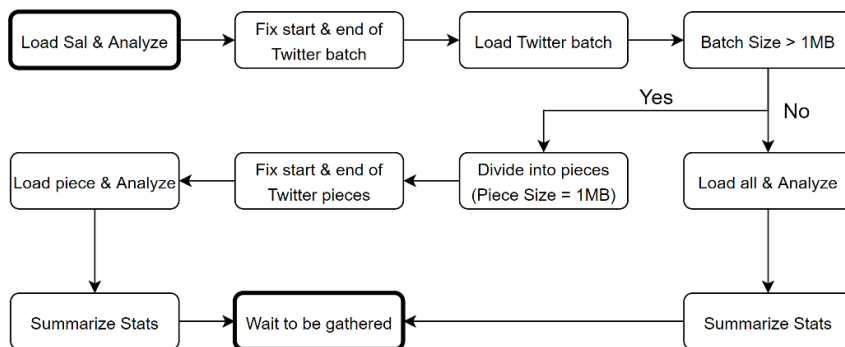 Load Sal & Analyze
Fix start & end of
Twitter batch
Load Twitter batch
Batch Size > 1MB
Yes
No
Load piece & Analyze
Fix start & end of
Twitter pieces
Divide into pieces
(Piece Size = 1MB)
Load all & Analyze
Summarize Stats
Wait to be gathered
Summarize Stats